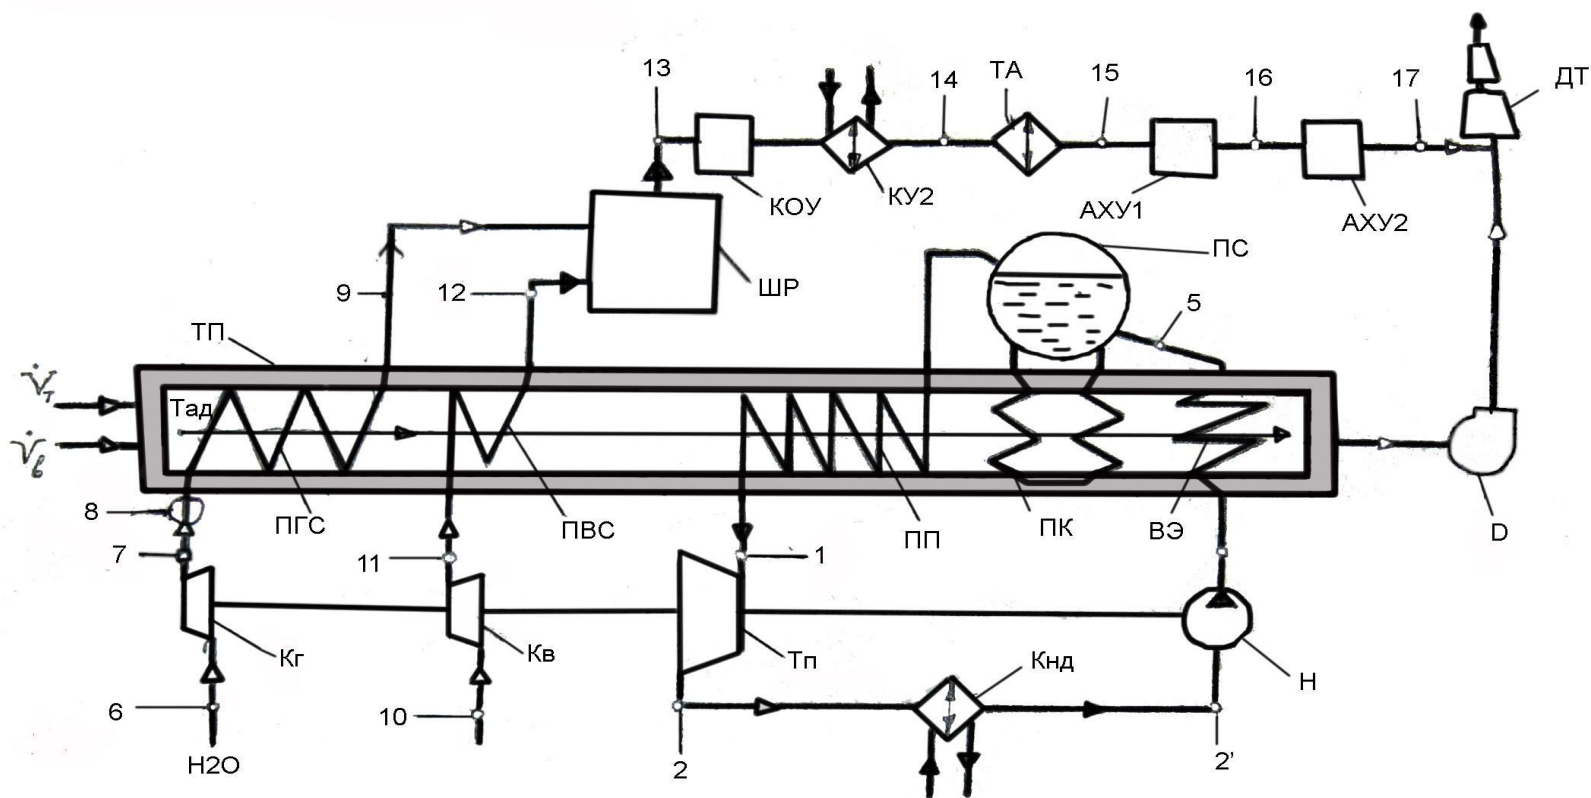 13
14
ТА
15
16
17
ДТ
КОУ
КУ2
АХУ1
АХУ2
ПС
9
12
ШР
5
ТП
V̇т
Тад
V̇в
8
ПГС
ПВС
ПП
ПК
ВЭ
D
7
11
1
Кг
Кв
Тп
Кнд
Н
6
10
Н2О
2
2’